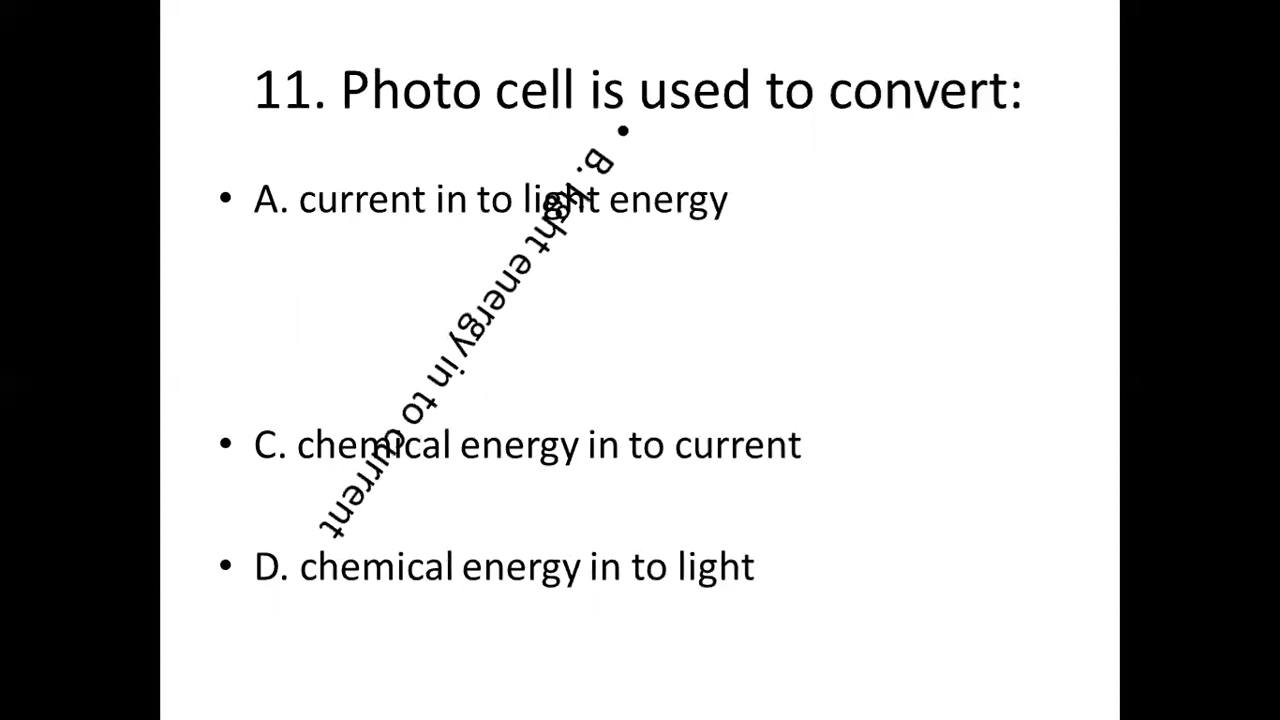 11. Photo cell is used to convert:
• A. current in to light energy
• B. light energy in to current
• C. chemical energy in to current
• D. chemical energy in to light